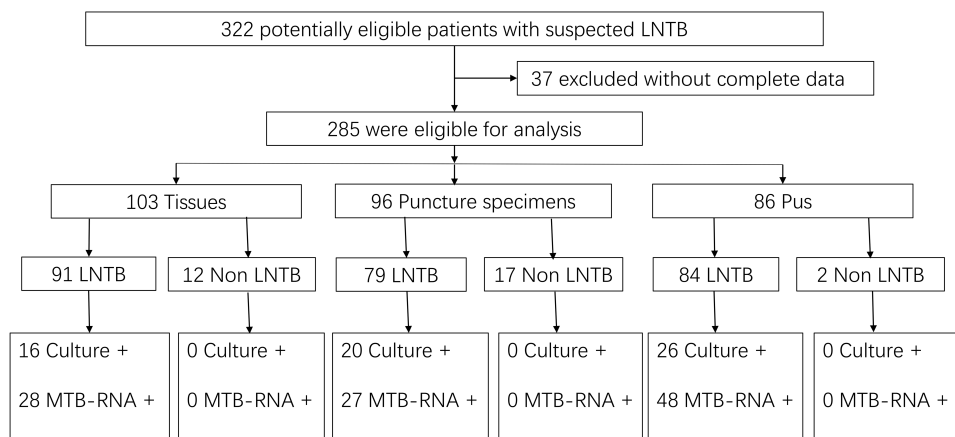 322 potentially eligible patients with suspected LNTB
37 excluded without complete data
285 were eligible for analysis
103 Tissues
96 Puncture specimens
86 Pus
91 LNTB
12 Non LNTB
79 LNTB
17 Non LNTB
84 LNTB
2 Non LNTB
16 Culture +
28 MTB-RNA +
0 Culture +
0 MTB-RNA +
20 Culture +
27 MTB-RNA +
0 Culture +
0 MTB-RNA +
26 Culture +
48 MTB-RNA +
0 Culture +
0 MTB-RNA +